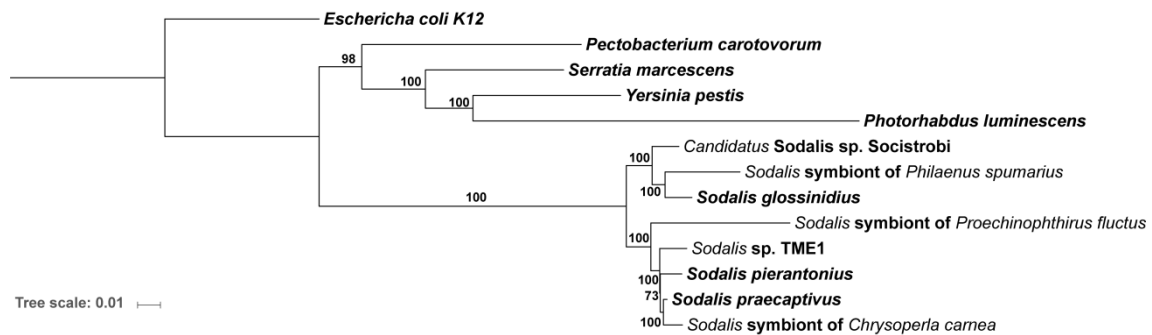 Escherichia coli K12
Pectobacterium carotovorum
98
Serratia marcescens
100
Yersinia pestis
100
Photorhabdus luminescens
Candidatus Sodalis sp. Socistrobi
100
Sodalis symbiont of Philaenus spumarius
100
Sodalis glossinidius
100
Sodalis symbiont of Proechinophthirus fluctus
100
Sodalis sp. TME1
Sodalis pierantonius
100
73
Sodalis praecaptivus
Tree scale: 0.01
100
Sodalis symbiont of Chrysoperla carnea